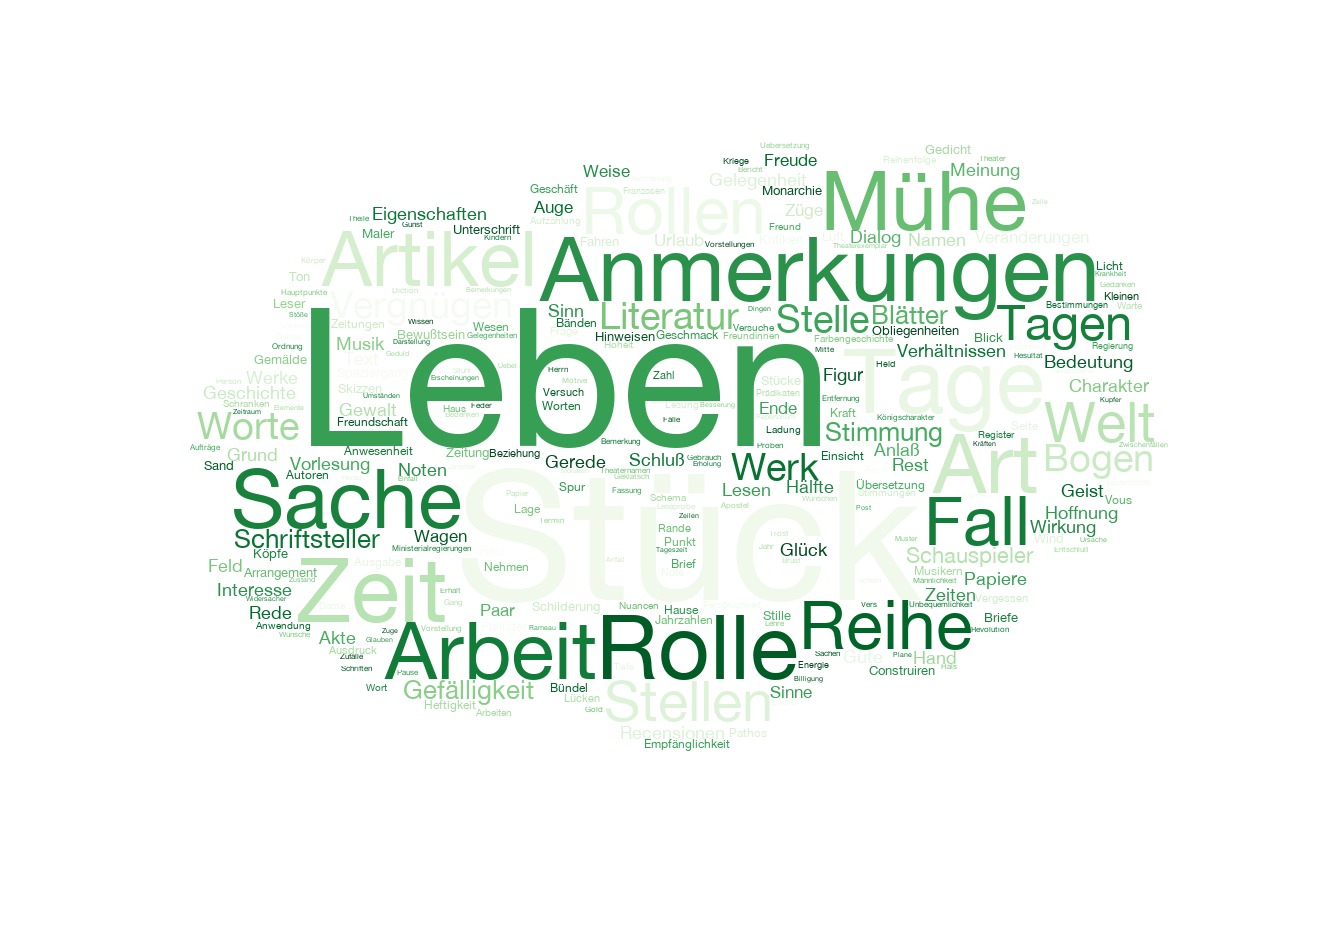 Uebersetzung
Gedicht
Kriege Freude Reihenfolge Theater
Weise Bericht Meinung
Gelegenheit
Geschäft Franzosen Monarchie Mühe
Eigenschaften Auge Rollen Züge Zeile
Theile Gunst Unterschrift Aufzählung Freund
Maler Kindern Fahren Urlaub Vorstellungen Kritiken Dialog Namen Veränderungen
Artikel Theaterexemplar
Körper Anmerkungen Licht
Ton Krankheit
Hauptpunkte Diction Bemerkungen Gedanken
Leser Vergnügen Kleinen
Stöße Sinn Literatur Dingen Stelle Blätter Bestimmungen Warte
Zeitungen Wissen Wesen Bänden Versuche Obliegenheiten Tagen
Bewußtsein Gelegenheiten Hinweisen Geschmack Freundinnen Farbengeschichte Blick
Ordnung Musik Darstellung Hoheit Mitte Verhältnissen Regierung
Gemälde Text Geduld Uebel Hesultat Bedeutung
Person Werke Erscheinungen Herrn Zahl Figur Held
Geschichte Skizzen Umständen Motive Stücke Tage Charakter
Leben Versuch Prädikaten Entfernung
Schranken Elemente Gewalt Haus Feder Worten Lesung Besserung Ende Kraft Kupfer
Zeitraum Freundschaft Fälle Königscharakter Seite Welt
Aufträge Worte Ladung Stimmung Register
Grund Anwesenheit Zeitung Beziehung Bemerkung Proben Anlaß Kräften Zwischenfällen
Sand Vorlesung Noten Gerede Schluß Gebrauch Erholung Werk Einsicht Rest Art Bogen
Autoren Einfall Theaternamen Geklatsch
Sache Spur Fassung Lesen Hälfte Übersetzung Geist
Papier Schema Wünschen Stimmungen Vous
Lage Leseprobe Apostel Post Fall Hoffnung
Termin Stück Zeilen Wirkung
Schriftsteller Wagen Rande Trost Muster Wind Ursache
Köpfe Ministerialregierungen Punkt Tageszeit Jahr Glück Schauspieler Entschluß
Feld Arrangement Ausgabe Nehmen Anfall Brief Brust Musikern
Zustand Zeit Männlichkeit Papiere
Interesse Erhalt Zeiten Vergessen
Widersacher Gang Paar Schilderung Nuancen Hause Vers Unbequemlichkeit
Rede Stille Briefe
Anwendung Zuge Vorstellung Rameau Jahrzahlen Lehre Reihe Revolution
Wünsche Akte Glauben Arbeit Rolle
Ausdruck Sachen Plane
Zufälle Güte Hand
Schriften Pause Tiefe Energie Hals
Wort Gefälligkeit Bündel Stellen Billigung Construiren
Heftigkeit Lücken Sinne
Arbeiten Gold
Recensionen Pathos
Empfänglichkeit